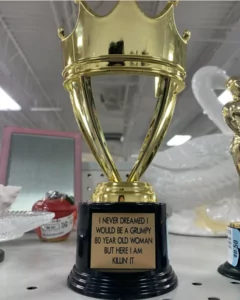 I NEVER DREAMED I
WOULD BE A GRUMPY
80 YEAR OLD WOMAN
BUT HERE I AM
KILLIN' IT